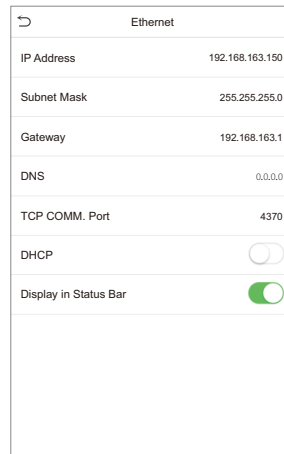 Ethernet
IP Address 192.168.163.150
Subnet Mask 255.255.255.0
Gateway 192.168.163.1
DNS 0.0.0.0
TCP COMM. Port 4370
DHCP
Display in Status Bar